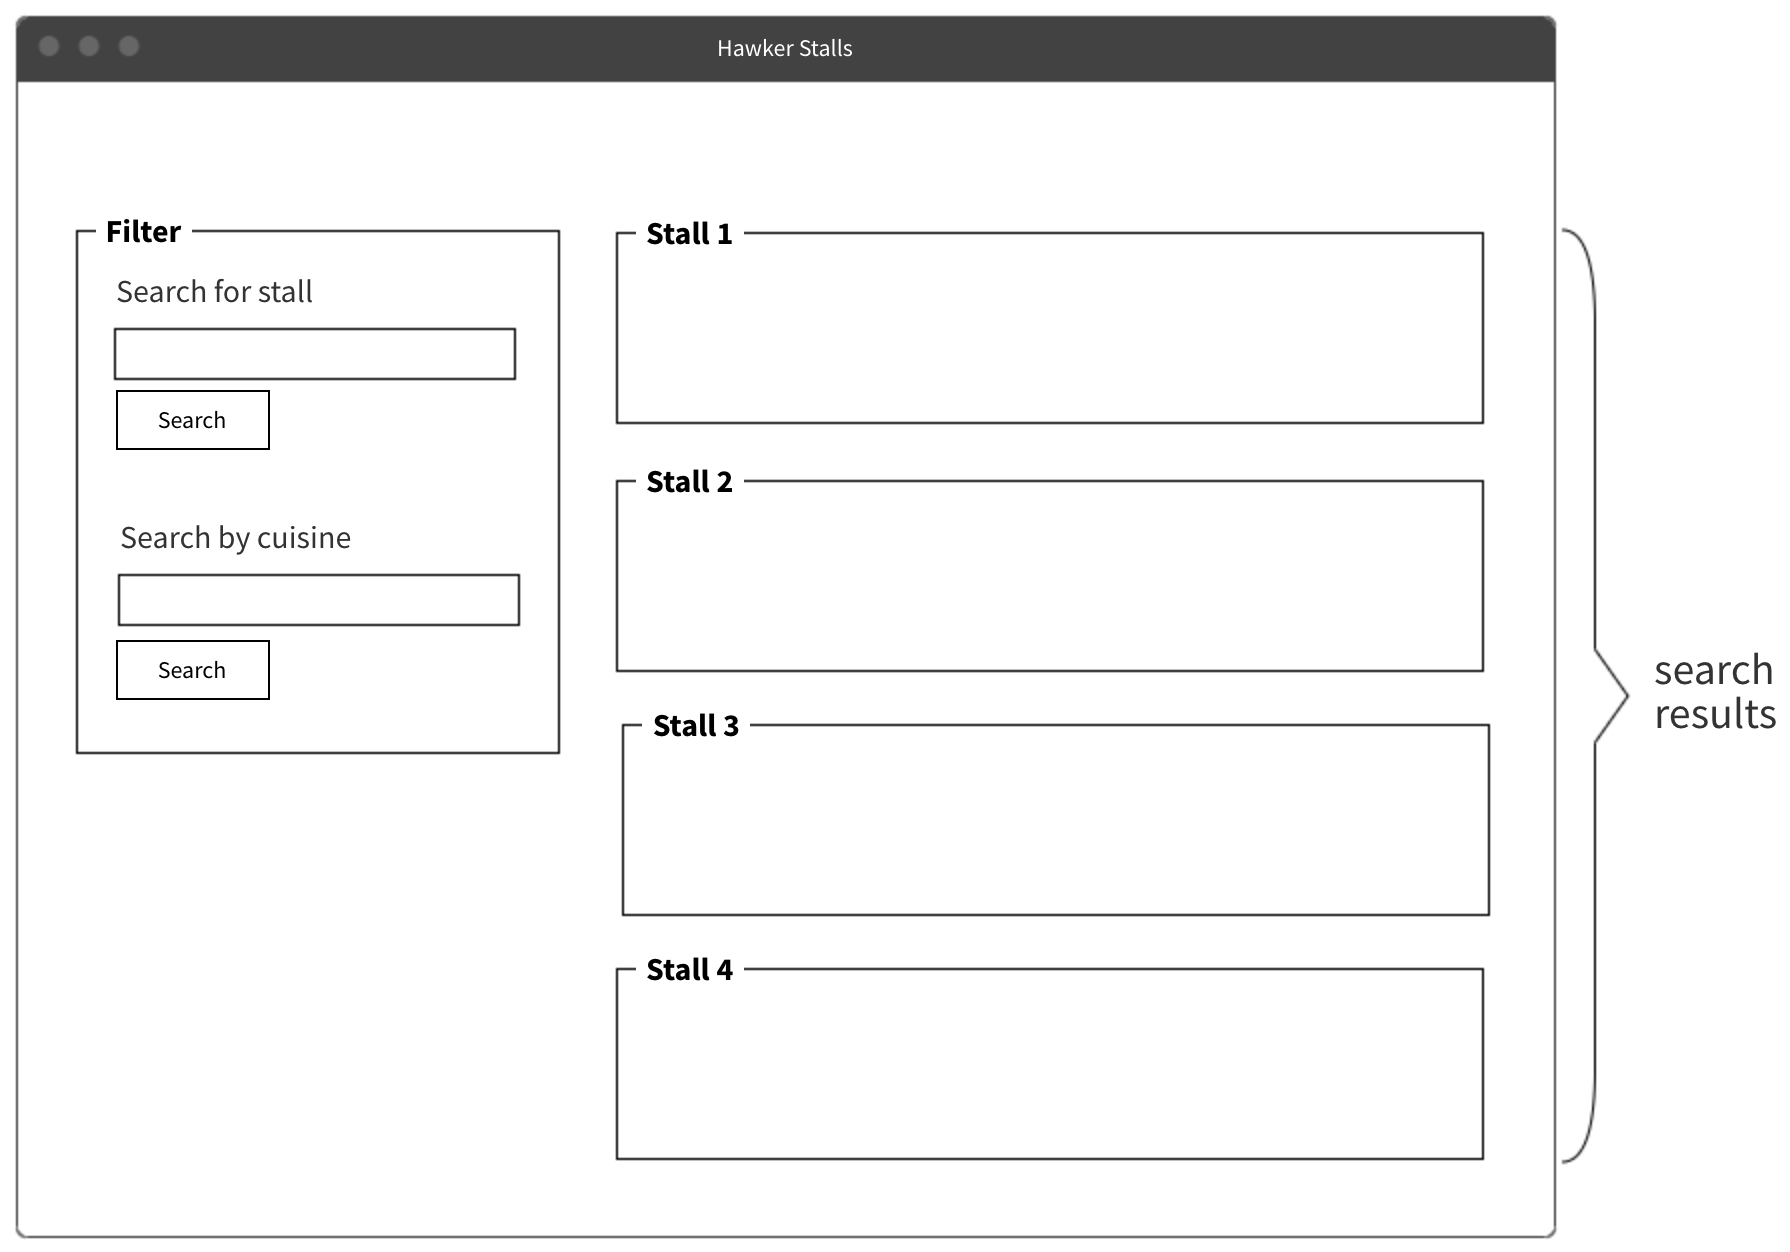 Hawker Stalls
Filter
Search for stall
Search
Search by cuisine
Search
Stall 1
Stall 2
Stall 3
Stall 4
search
results